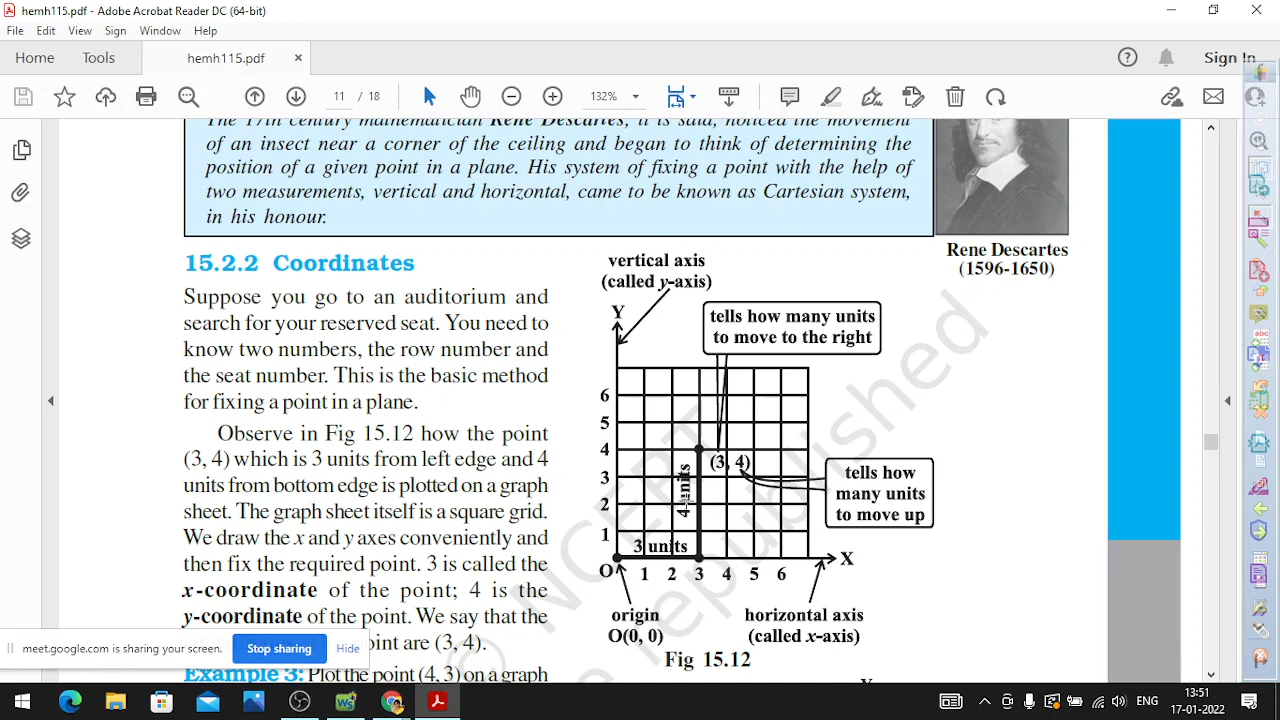 hemh115.pdf - Adobe Acrobat Reader DC (64-bit)
File Edit View Sign Window Help
Home Tools hemh115.pdf × Sign In
11 / 18 132%
The 17th century mathematician Rene Descartes, it is said, noticed the movement
of an insect near a corner of the ceiling and began to think of determining the
position of a given point in a plane. His system of fixing a point with the help of
two measurements, vertical and horizontal, came to be known as Cartesian system,
in his honour.
Rene Descartes
(1596-1650)
15.2.2 Coordinates
Suppose you go to an auditorium and
search for your reserved seat. You need to
know two numbers, the row number and
the seat number. This is the basic method
for fixing a point in a plane.
Observe in Fig 15.12 how the point
(3, 4) which is 3 units from left edge and 4
units from bottom edge is plotted on a graph
sheet. The graph sheet itself is a square grid.
We draw the x and y axes conveniently and
then fix the required point. 3 is called the
x-coordinate of the point; 4 is the
y-coordinate of the point. We say that the
oint are (3, 4).
Example 3: Plot the point (4, 3) on a graph
vertical axis
(called y-axis)
Y
tells how many units
to move to the right
6
5
4
3
2
1
(3, 4)
4 units
3 units
tells how
many units
to move up
O 1 2 3 4 5 6 X
origin
O(0, 0)
horizontal axis
(called x-axis)
Fig 15.12
© NCERT
e republished
meet.google.com is sharing your screen. Stop sharing Hide
ENG
13:51
17-01-2022